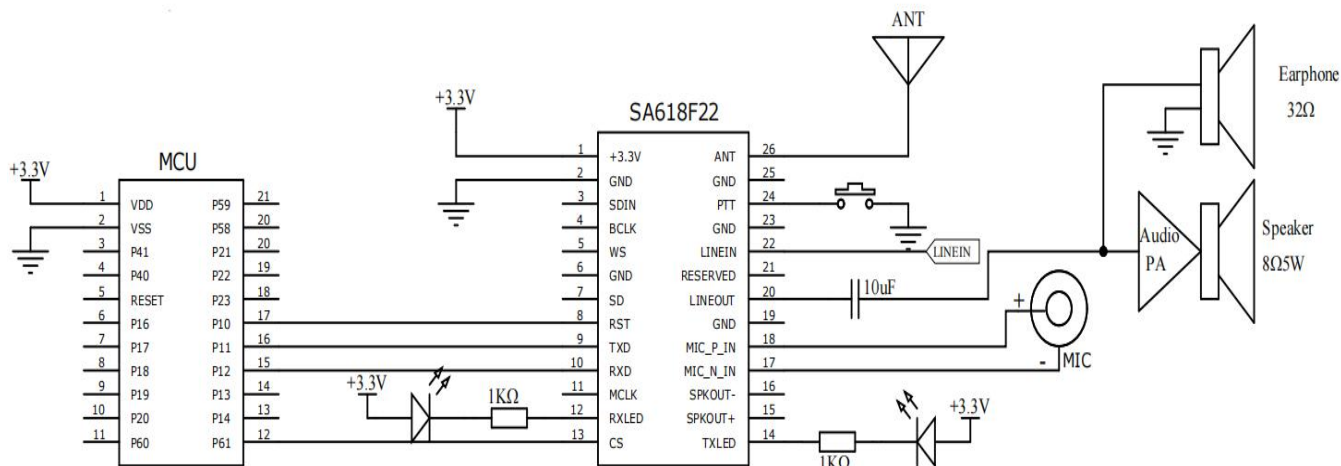 ANT
Earphone
32Ω
+3.3V
SA618F22
MCU
+3.3V
1 +3.3V ANT 26
2 GND GND 25
3 SDIN PTT 24
4 BCLK GND 23
5 WS LINEIN 22
6 GND RESERVED 21
7 SD LINEOUT 20
8 RST GND 19
9 TXD MIC_P_IN 18
10 RXD MIC_N_IN 17
11 MCLK SPKOUT- 16
12 RXLED SPKOUT+ 15
13 CS TXLED 14
1 VDD P59 21
2 VSS P58 20
3 P41 P21 20
4 P40 P22 19
5 RESET P23 18
6 P16 P10 17
7 P17 P11 16
8 P18 P12 15
9 P19 P13 14
10 P20 P14 13
11 P60 P61 12
LINEIN
10uF
Audio
PA
Speaker
8Ω5W
+
-
MIC
+3.3V
1KΩ
+3.3V
1KΩ